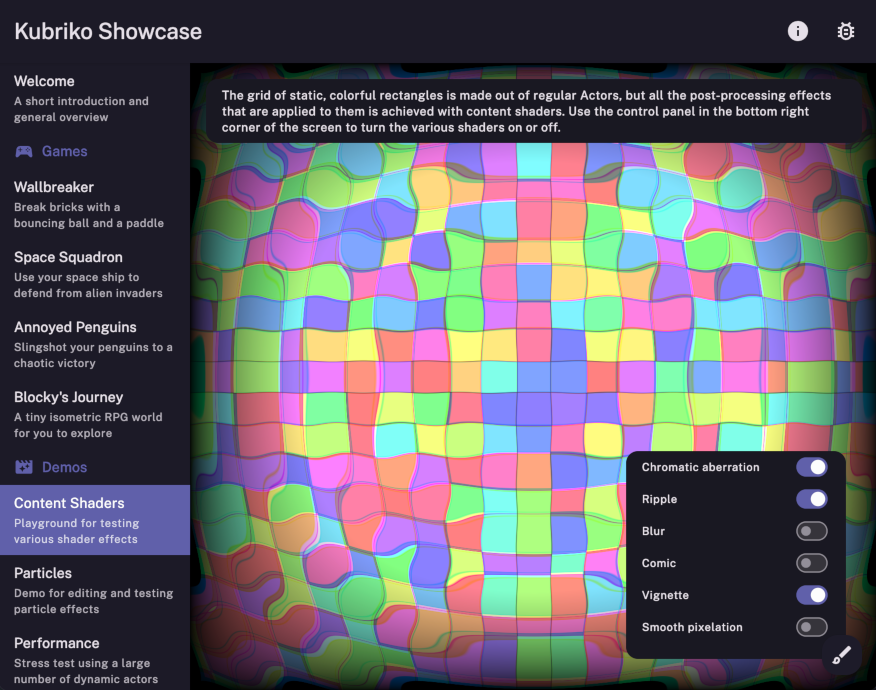 Kubriko Showcase
Welcome
A short introduction and
general overview
Games
Wallbreaker
Break bricks with a
bouncing ball and a paddle
Space Squadron
Use your space ship to
defend from alien invaders
Annoyed Penguins
Slingshot your penguins to a
chaotic victory
Blocky's Journey
A tiny isometric RPG world
for you to explore
Demos
Content Shaders
Playground for testing
various shader effects
Particles
Demo for editing and testing
particle effects
Performance
Stress test using a large
number of dynamic actors
The grid of static, colorful rectangles is made out of regular Actors, but all the post-processing effects
that are applied to them is achieved with content shaders. Use the control panel in the bottom right
corner of the screen to turn the various shaders on or off.
Chromatic aberration
Ripple
Blur
Comic
Vignette
Smooth pixelation